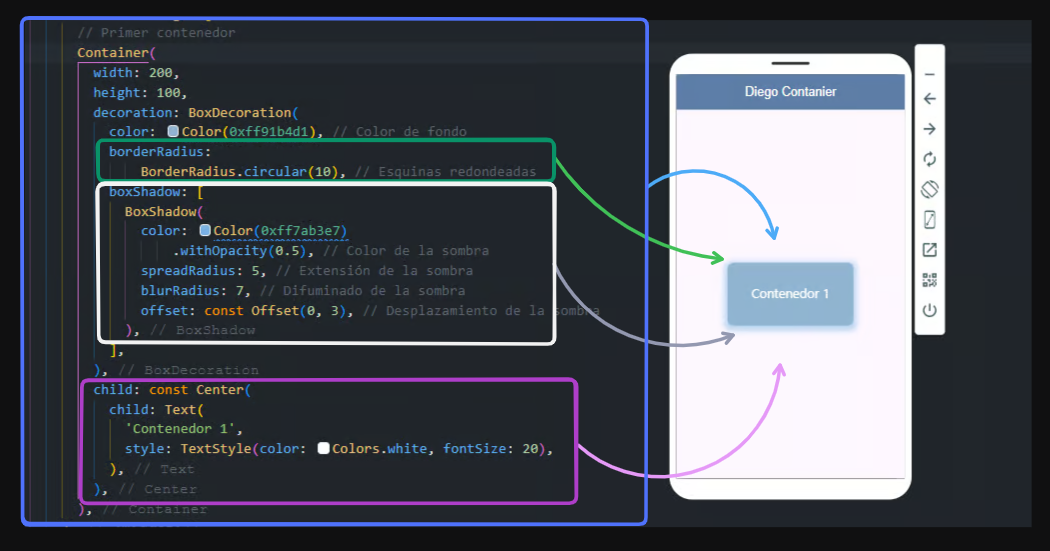 // Primer contenedor
Container(
width: 200,
height: 100,
decoration: BoxDecoration(
color: Color(0xff91b4d1), // Color de fondo
borderRadius:
BorderRadius.circular(10), // Esquinas redondeadas
boxShadow: [
BoxShadow(
color: Color(0xff7ab3e7)
.withOpacity(0.5), // Color de la sombra
spreadRadius: 5, // Extensión de la sombra
blurRadius: 7, // Difuminado de la sombra
offset: const Offset(0, 3), // Desplazamiento de la sombra
), // BoxShadow
],
), // BoxDecoration
child: const Center(
child: Text(
'Contenedor 1',
style: TextStyle(color: Colors.white, fontSize: 20),
), // Text
), // Center
), // Container
Diego Contanier
Contenedor 1